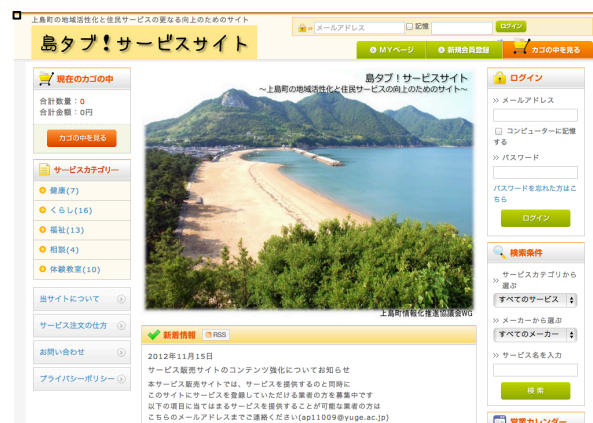 上島町の地域活性化と住民サービスの更なる向上のためのサイト
島タブ！サービスサイト
メールアドレス
記憶
ログイン
MYページ
新規会員登録
カゴの中を見る
現在のカゴの中
合計数量：0
合計金額：0円
カゴの中を見る
サービスカテゴリー
健康(7)
くらし(16)
福祉(13)
相談(4)
体験教室(10)
当サイトについて
サービス注文の仕方
お問い合わせ
プライバシーポリシー
島タブ！サービスサイト
～上島町の地域活性化と住民サービスの向上のためのサイト～
上島町情報化推進協議会WG
新着情報
RSS
2012年11月15日
サービス販売サイトのコンテンツ強化についてお知らせ
本サービス販売サイトでは、サービスを提供するのと同時に
このサイトにサービスを登録していただける業者の方を募集中です
以下の項目に当てはまるサービスを提供することが可能な業者の方は
こちらのメールアドレスまでご連絡ください(ap11009@yuge.ac.jp)
ログイン
メールアドレス
コンピューターに記憶
する
パスワード
パスワードを忘れた方はこ
ちら
ログイン
検索条件
サービスカテゴリから
選ぶ
すべてのサービス
メーカーから選ぶ
すべてのメーカー
サービス名を入力
検索
営業カレンダー